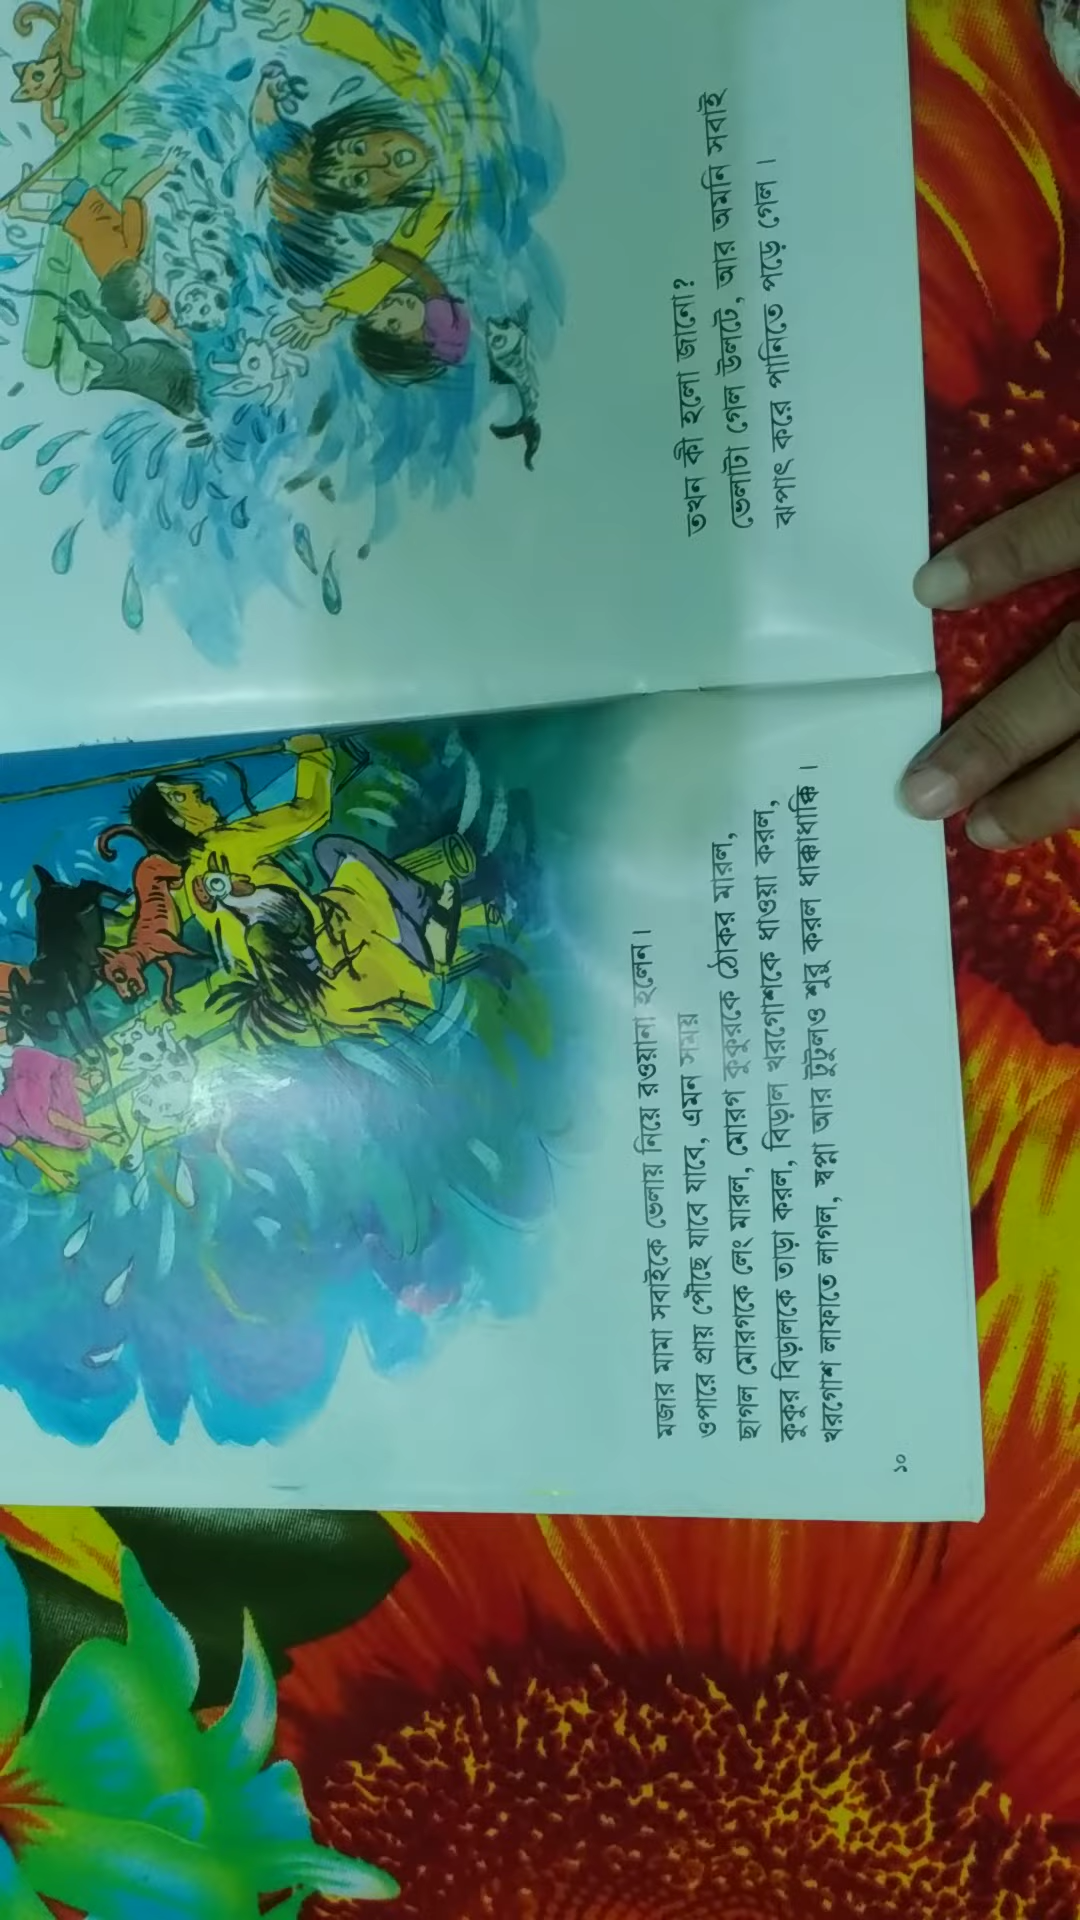 মজার মামা সবাইকে ভেলায় নিয়ে রওয়ানা হলেন।
ওপারে প্রায় পৌঁছে যাবে যাবে, এমন সময়
ছাগল মোরগকে লেং মারল, মোরগ কুকুরকে ঠোকর মারল,
কুকুর বিড়ালকে তাড়া করল, বিড়াল খরগোশকে ধাওয়া করল,
খরগোশ লাফাতে লাগল, স্বপ্না আর টুটুলও শুরু করল ধাক্কাধাক্কি।
১০
তখন কী হলো জানো?
ভেলাটা গেল উলটে, আর অমনি সবাই
ঝপাৎ করে পানিতে পড়ে গেল।